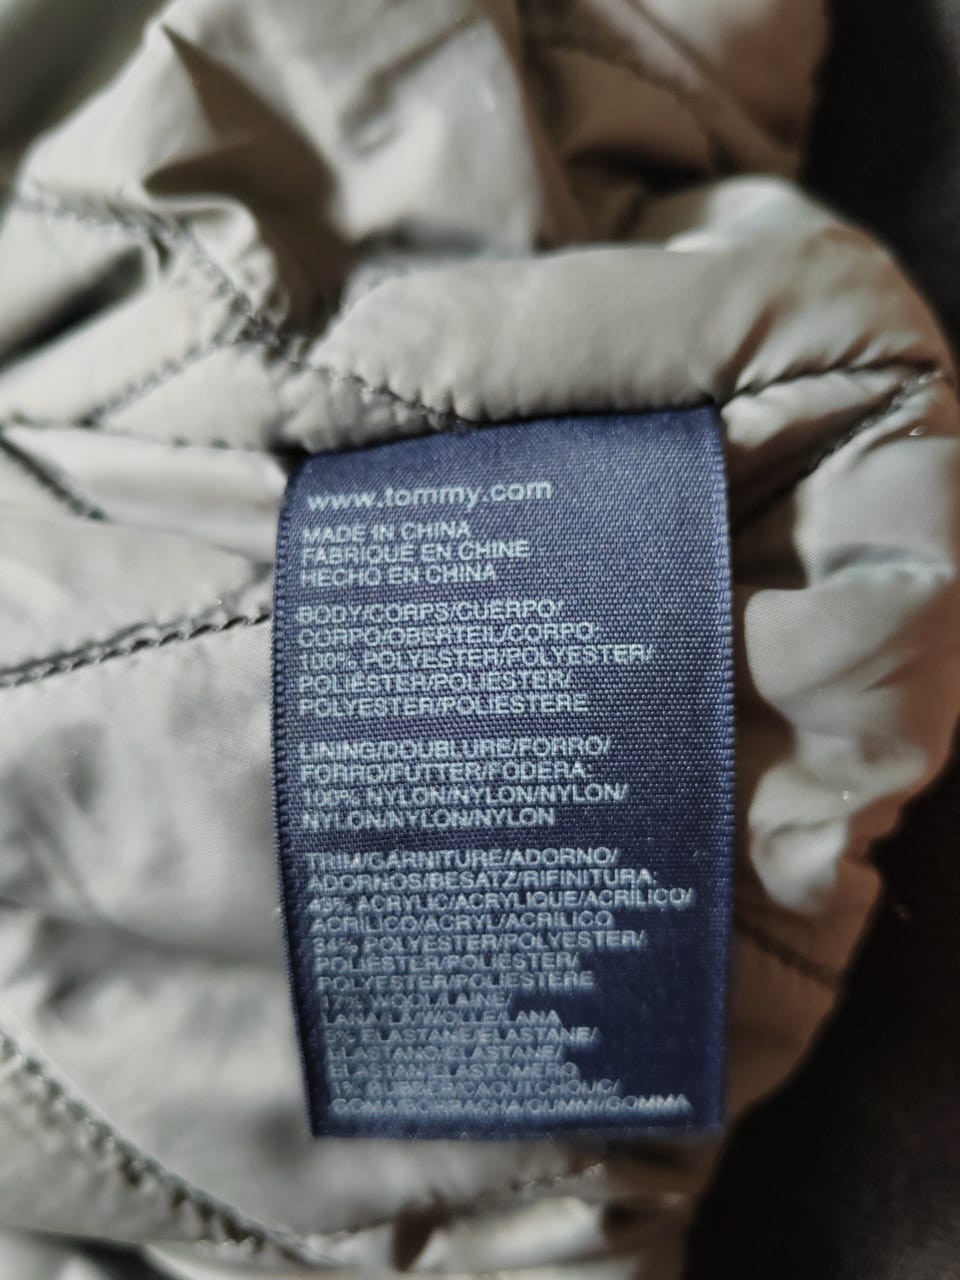 www.tommy.com
MADE IN CHINA
FABRIQUÉ EN CHINE
HECHO EN CHINA
BODY/CORPS/CUERPO/
CORPO/OBERTEIL/CORPO
100% POLYESTER/POLYESTER/
POLIÉSTER/POLIÉSTER/
POLYESTER/POLIESTERE
LINING/DOUBLURE/FORRO/
FORRO/FUTTER/FODERA:
100% NYLON/NYLON/NYLON/
NYLON/NYLON/NYLON
TRIM/GARNITURE/ADORNO/
ADORNOS/BESATZ/RIFINITURA:
ACRYLIC/ACRYLIQUE/ACRÍLICO/
ACRÍLICO/ACRYL/ACRILICO
34% POLYESTER/POLYESTER/
POLIÉSTER/POLIÉSTER/
POLYESTER/POLIESTERE
17% WOOL/LAINE/
LANA/LÃ/WOLLE/LANA
ELASTANE/ELASTANE/
ELASTANO/ELASTANE/
ELASTAN/ELASTOMERO
RUBBER/CAOUTCHOUC/
GOMA/BORRACHA/GUMMI/GOMMA